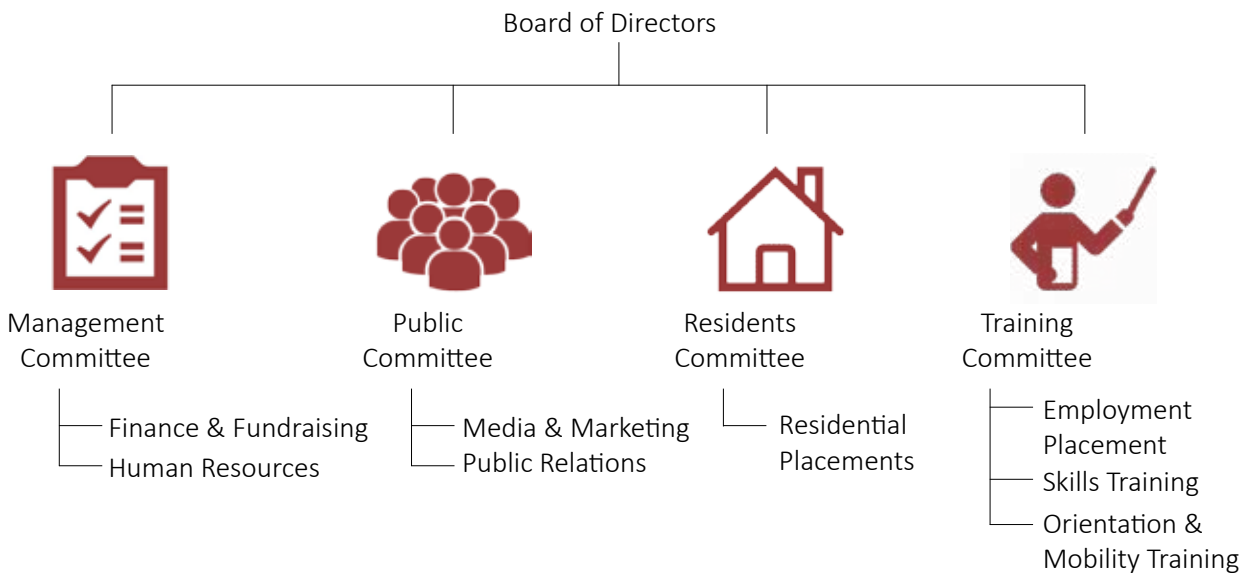 Board of Directors
Management
Committee
Finance & Fundraising
Human Resources
Public
Committee
Media & Marketing
Public Relations
Residents
Committee
Residential
Placements
Training
Committee
Employment
Placement
Skills Training
Orientation &
Mobility Training